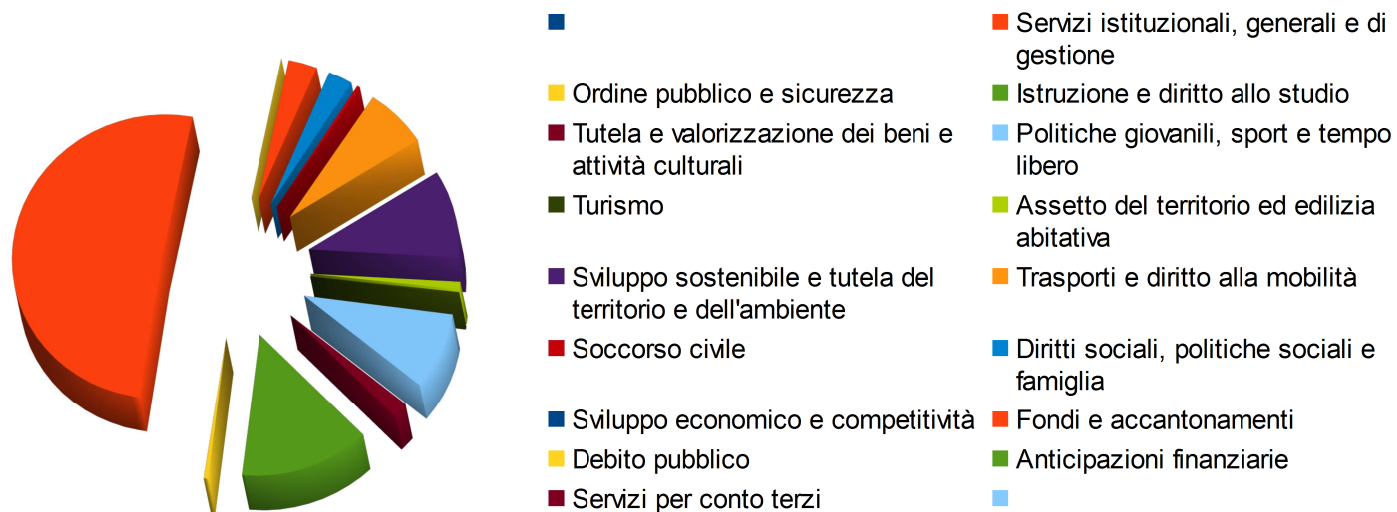 Servizi istituzionali, generali e di
gestione
Ordine pubblico e sicurezza
Istruzione e diritto allo studio
Tutela e valorizzazione dei beni e
attività culturali
Politiche giovanili, sport e tempo
libero
Turismo
Assetto del territorio ed edilizia
abitativa
Sviluppo sostenibile e tutela del
territorio e dell'ambiente
Trasporti e diritto alla mobilità
Soccorso civile
Diritti sociali, politiche sociali e
famiglia
Sviluppo economico e competitività
Fondi e accantonamenti
Debito pubblico
Anticipazioni finanziarie
Servizi per conto terzi